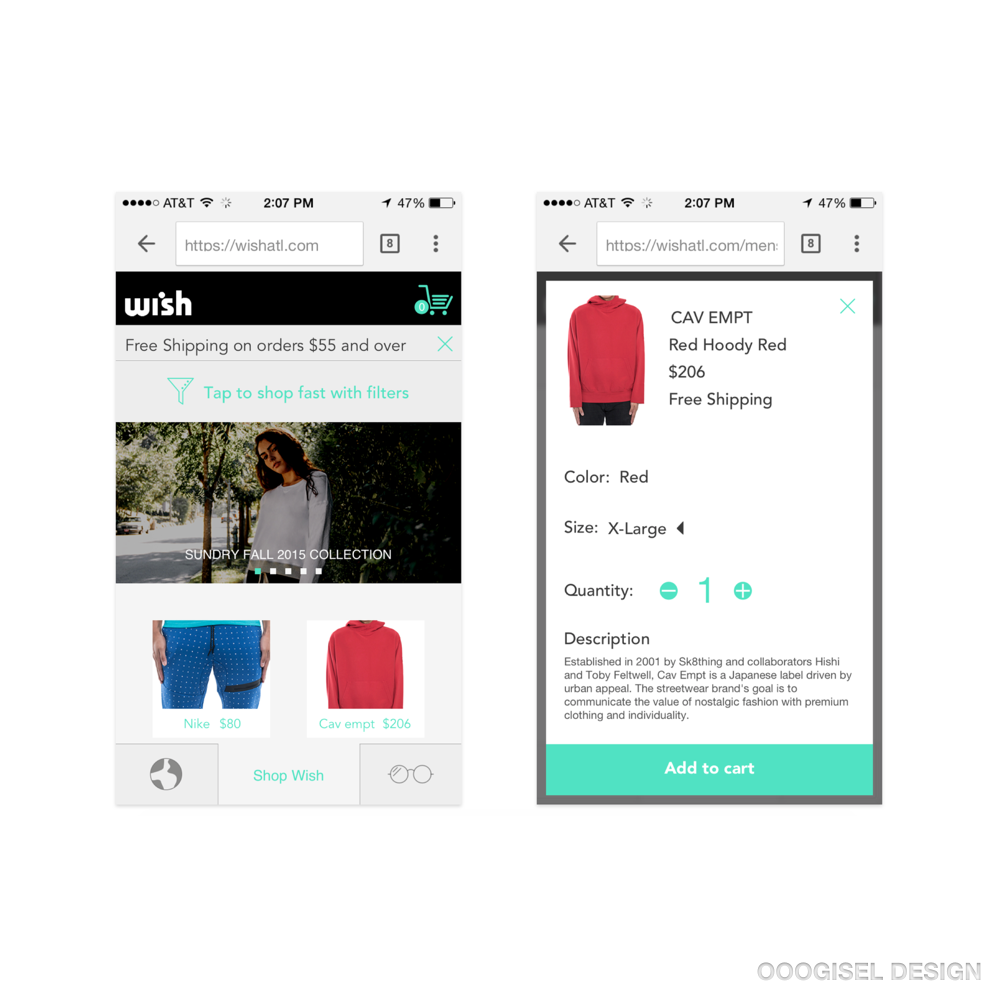 AT&T 2:07 PM 47%
https://wishatl.com 8
wish
0
Free Shipping on orders $55 and over
Tap to shop fast with filters
SUNDRY FALL 2015 COLLECTION
Nike $80
Cav empt $206
Shop Wish
AT&T 2:07 PM 47%
https://wishatl.com/men 8
CAV EMPT
Red Hoody Red
$206
Free Shipping
Color: Red
Size: X-Large
Quantity: 1
Description
Established in 2001 by Sk8thing and collaborators Hishi
and Toby Feltwell, Cav Empt is a Japanese label driven by
urban appeal. The streetwear brand's goal is to
communicate the value of nostalgic fashion with premium
clothing and individuality.
Add to cart
OOOGISEL DESIGN